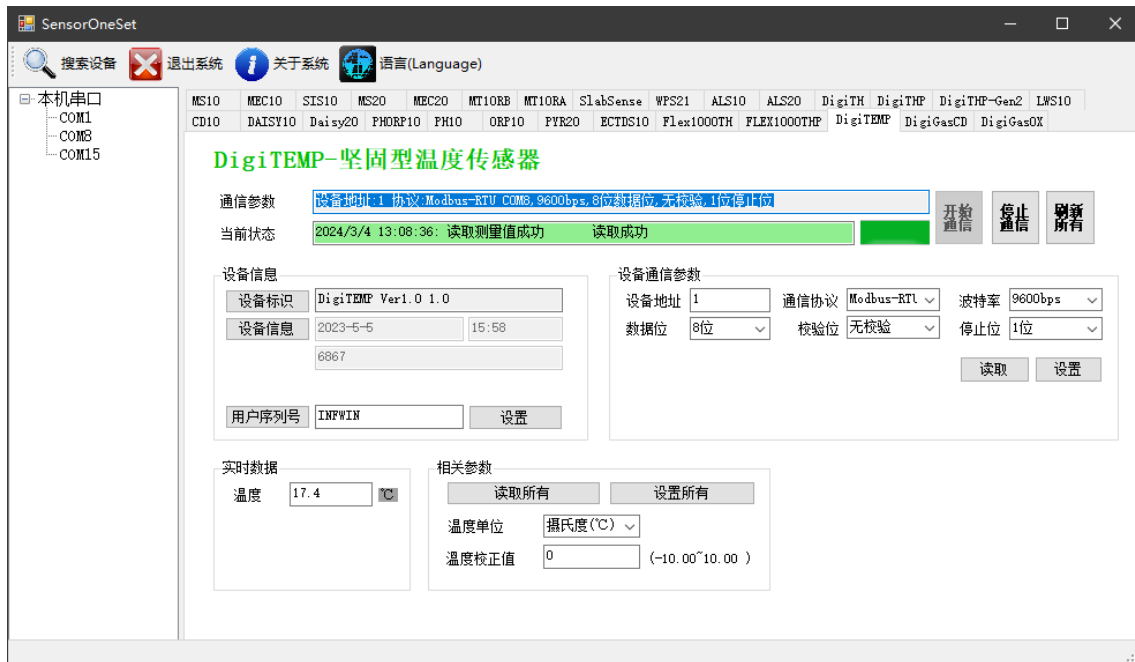 SensorOneSet
搜索设备 退出系统 关于系统 语言(Language)
本机串口
COM1
COM8
COM15
MS10 MEC10 SIS10 MS20 MEC20 MT10RB MT10RA SlabSense WPS21 ALS10 ALS20 DigiTH DigiTHP DigiTHP-Gen2 LWS10
CD10 DAISY10 Daisy20 PHORP10 PH10 ORP10 PYR20 ECTDS10 Flex1000TH FLEX1000THP DigiTEMP DigiGasCD DigiGasOX
DigiTEMP-坚固型温度传感器
通信参数 设备地址:1 协议:Modbus-RTU COM8,9600bps,8位数据位,无校验,1位停止位
开始通信 停止通信 刷新所有
当前状态 2024/3/4 13:08:36: 读取测量值成功 读取成功
设备信息
设备标识 DigiTEMP Ver1.0 1.0
设备信息 2023-5-5 15:58
6867
用户序列号 INFWIN 设置
设备通信参数
设备地址 1 通信协议 Modbus-RTU 波特率 9600bps
数据位 8位 校验位 无校验 停止位 1位
读取 设置
实时数据
温度 17.4 ℃
相关参数
读取所有 设置所有
温度单位 摄氏度(℃)
温度校正值 0 (-10.00~10.00 )